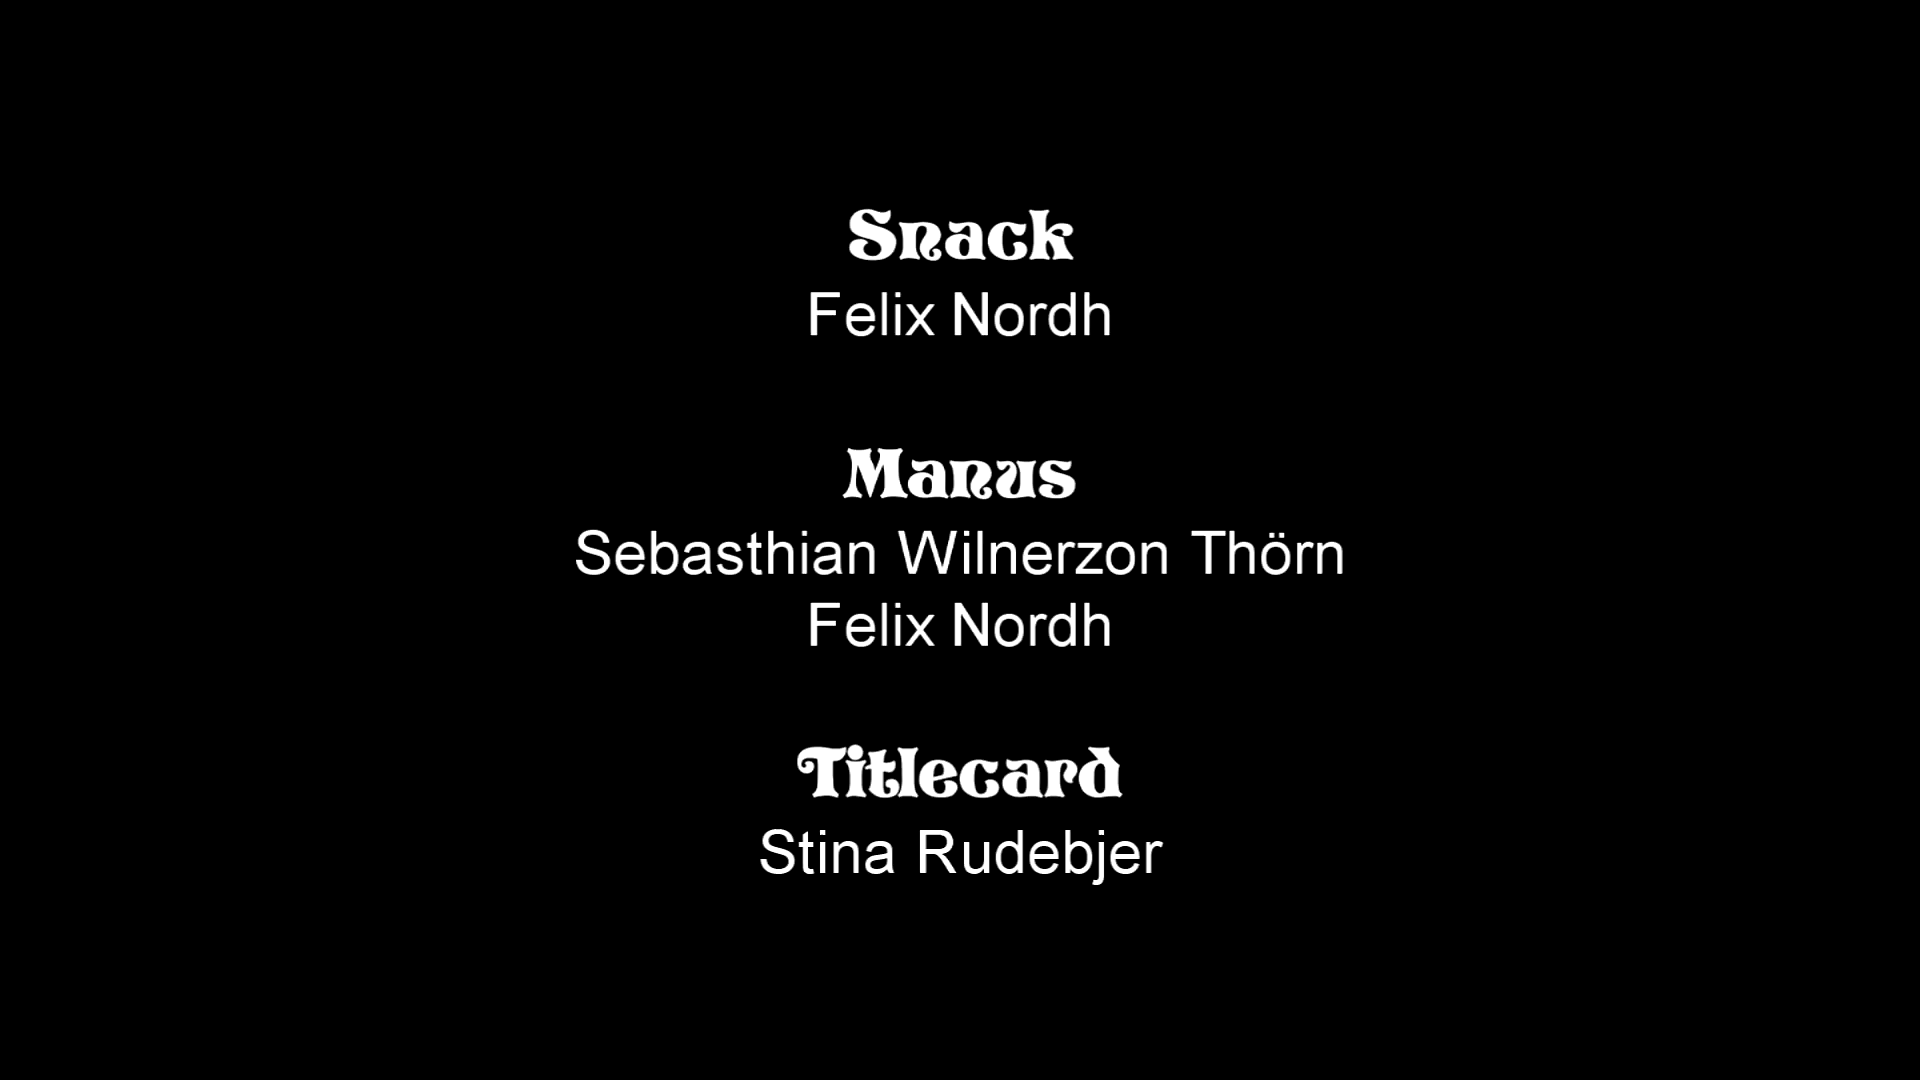 Snack
Felix Nordh
Manus
Sebasthian Wilnerzon Thörn
Felix Nordh
Titlecard
Stina Rudebjer